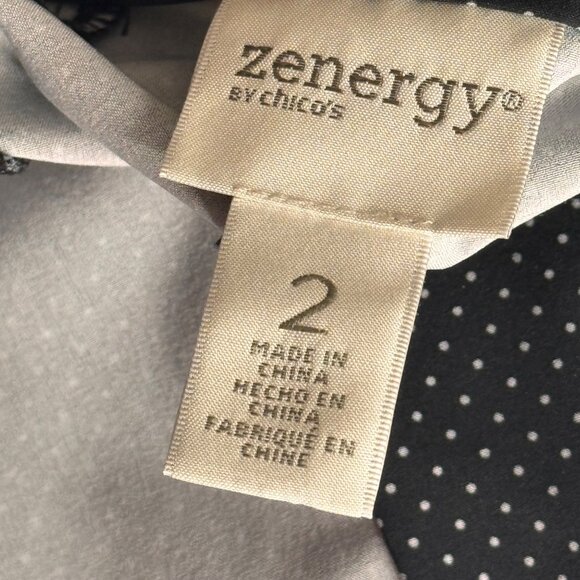 zenergy®
BY chico's
2
MADE IN
CHINA
HECHO EN
CHINA
FABRIQUÉ EN
CHINE